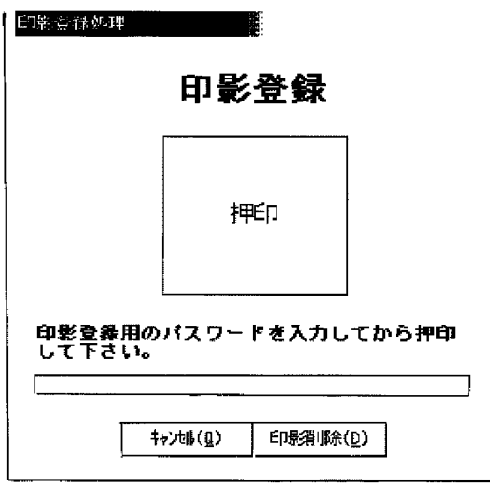 印影登録処理
印影登録
押印
印影登録用のパスワードを入力してから押印
して下さい。
ｷｬﾝｾﾙ(Q) 印影削除(D)